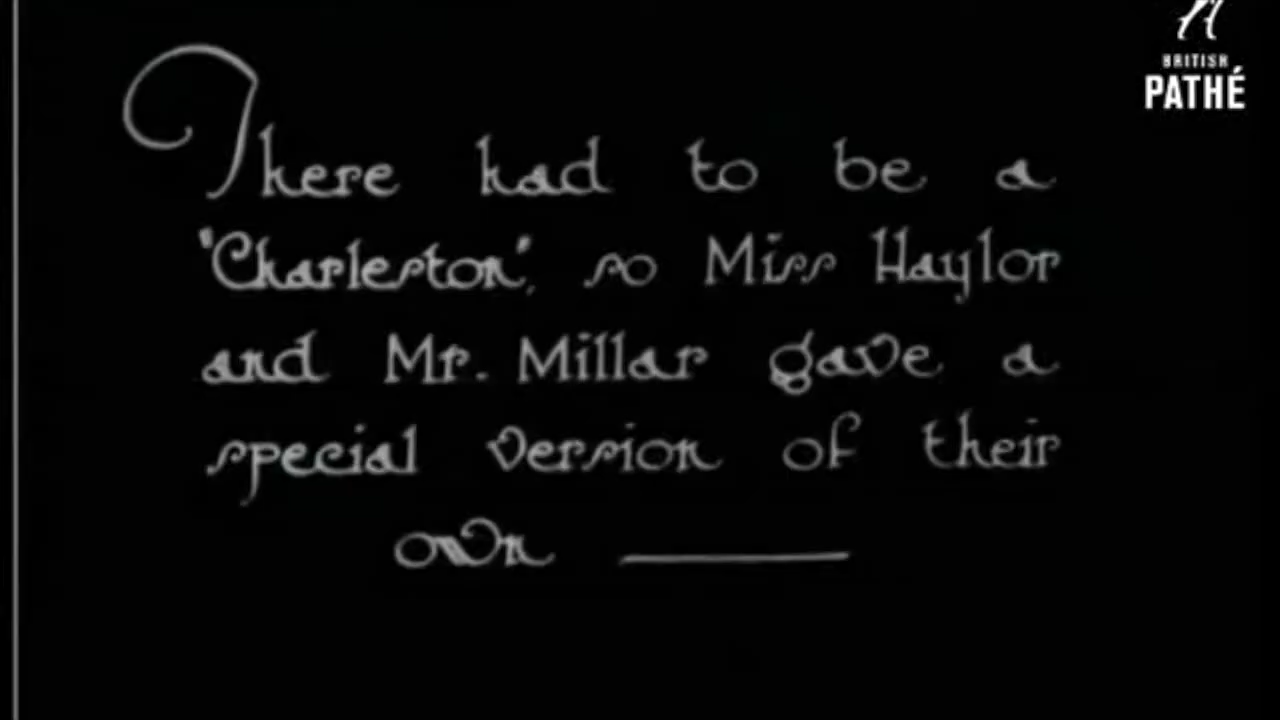 BRITISH
PATHÉ
There had to be a
'Charleston', so Miss Haylor
and Mr. Millar gave a
special version of their
own ———